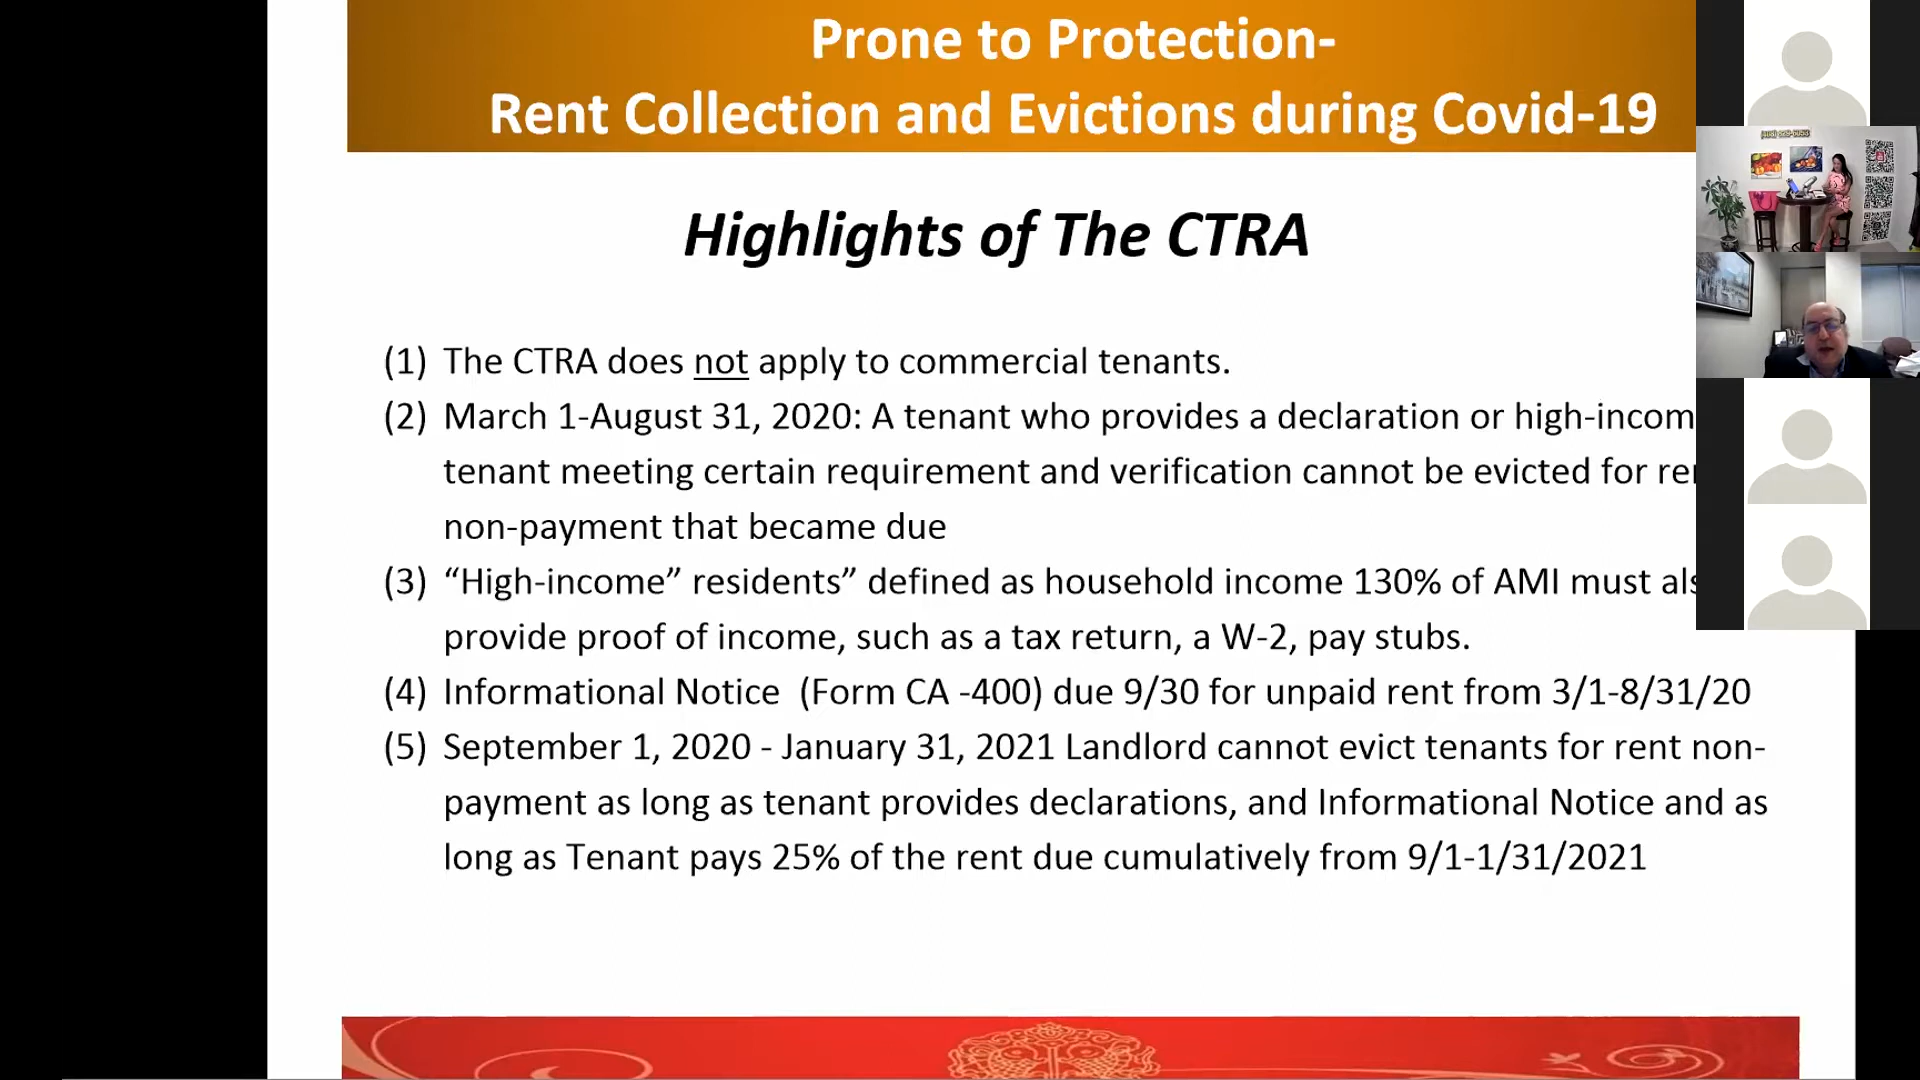 Prone to Protection-
Rent Collection and Evictions during Covid-19
Highlights of The CTRA
(1) The CTRA does not apply to commercial tenants.
(2) March 1-August 31, 2020: A tenant who provides a declaration or high-incom
tenant meeting certain requirement and verification cannot be evicted for re
non-payment that became due
(3) “High-income” residents” defined as household income 130% of AMI must als
provide proof of income, such as a tax return, a W-2, pay stubs.
(4) Informational Notice (Form CA -400) due 9/30 for unpaid rent from 3/1-8/31/20
(5) September 1, 2020 - January 31, 2021 Landlord cannot evict tenants for rent non-
payment as long as tenant provides declarations, and Informational Notice and as
long as Tenant pays 25% of the rent due cumulatively from 9/1-1/31/2021